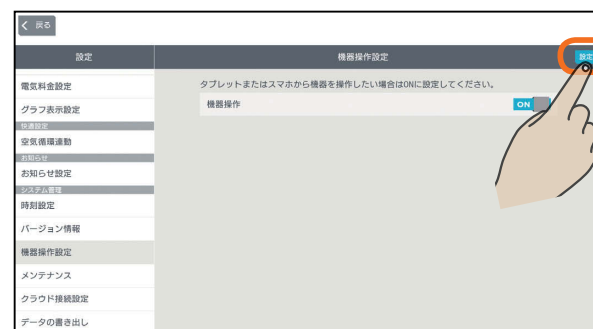 戻る
設定
機器操作設定
設定
電気料金設定
グラフ表示設定
快適設定
空気循環連動
お知らせ
お知らせ設定
システム管理
時刻設定
バージョン情報
機器操作設定
メンテナンス
クラウド接続設定
データの書き出し
タブレットまたはスマホから機器を操作したい場合はONに設定してください。
機器操作
ON